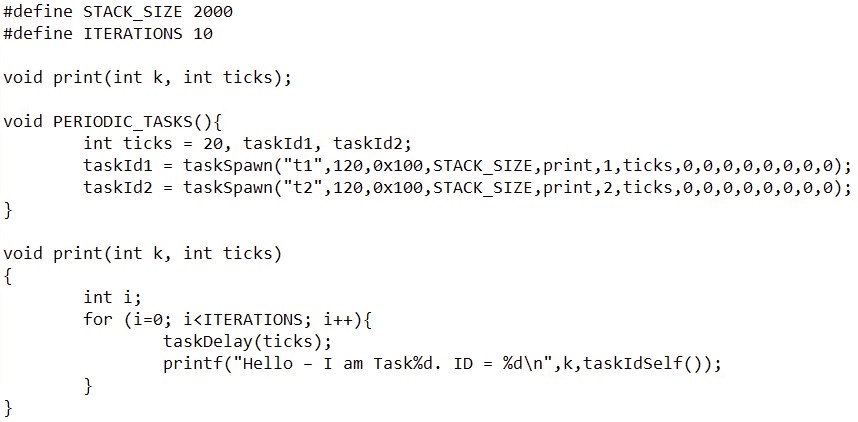 #define STACK_SIZE 2000
#define ITERATIONS 10

void print(int k, int ticks);

void PERIODIC_TASKS(){
        int ticks = 20, taskId1, taskId2;
        taskId1 = taskSpawn("t1",120,0x100,STACK_SIZE,print,1,ticks,0,0,0,0,0,0,0,0);
        taskId2 = taskSpawn("t2",120,0x100,STACK_SIZE,print,2,ticks,0,0,0,0,0,0,0,0);
}

void print(int k, int ticks)
{
        int i;
        for (i=0; i<ITERATIONS; i++){
                taskDelay(ticks);
                printf("Hello – I am Task%d. ID = %d\n",k,taskIdSelf());
        }
}